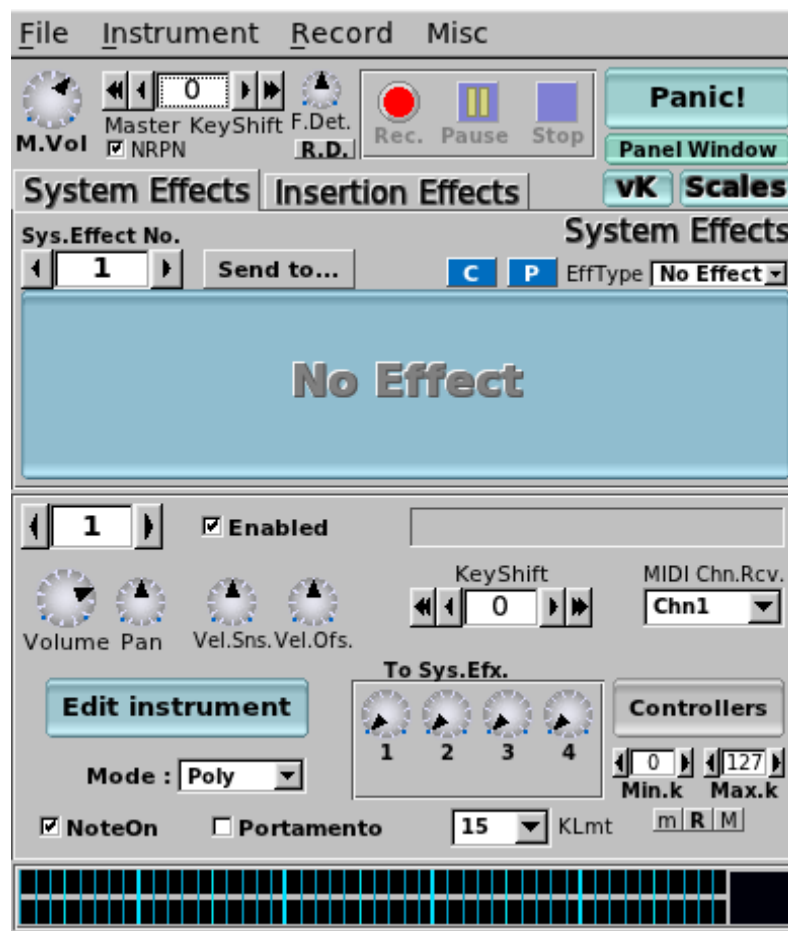 File Instrument Record Misc
0
M.Vol Master KeyShift F.Det. Rec. Pause Stop Panic!
NRPN R.D. Panel Window
System Effects Insertion Effects vK Scales
Sys.Effect No. System Effects
1 Send to... C P EffType No Effect
No Effect
1 Enabled
KeyShift MIDI Chn.Rcv.
0 Chn1
Volume Pan Vel.Sns. Vel.Ofs.
To Sys.Efx.
Edit instrument Controllers
1 2 3 4
0 127
Mode : Poly Min.k Max.k
NoteOn Portamento 15 KLmt m R M